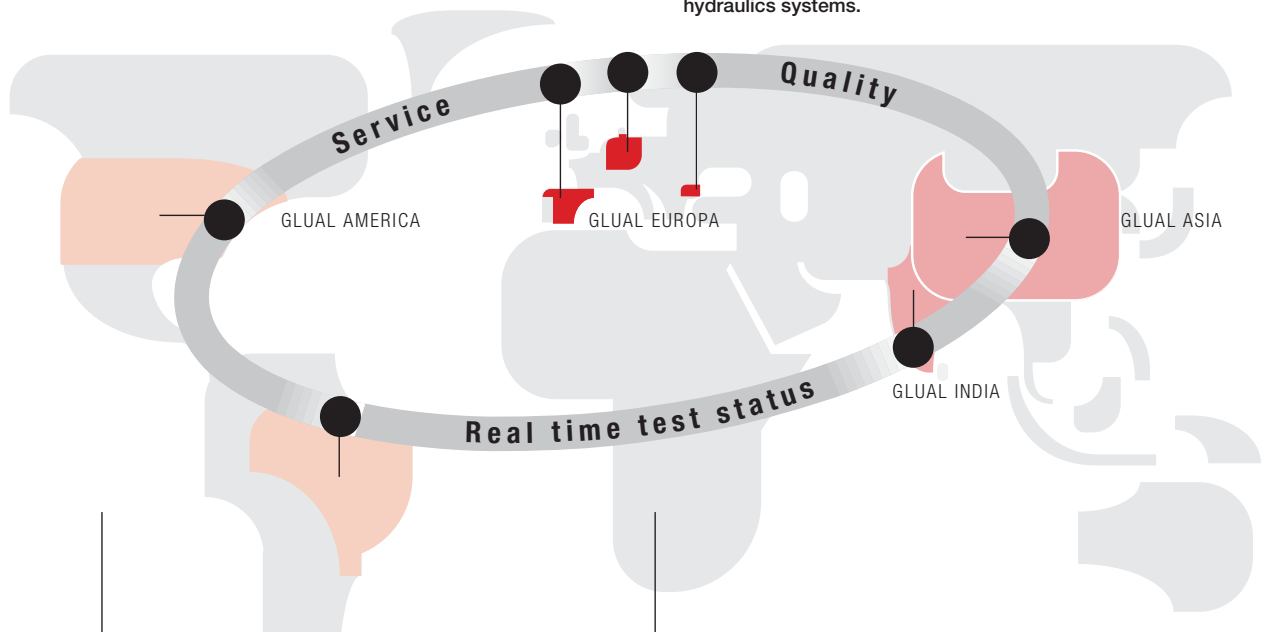 hydraulics systems.
Service
Quality
GLUAL AMERICA
GLUAL EUROPA
GLUAL ASIA
GLUAL INDIA
Real time test status